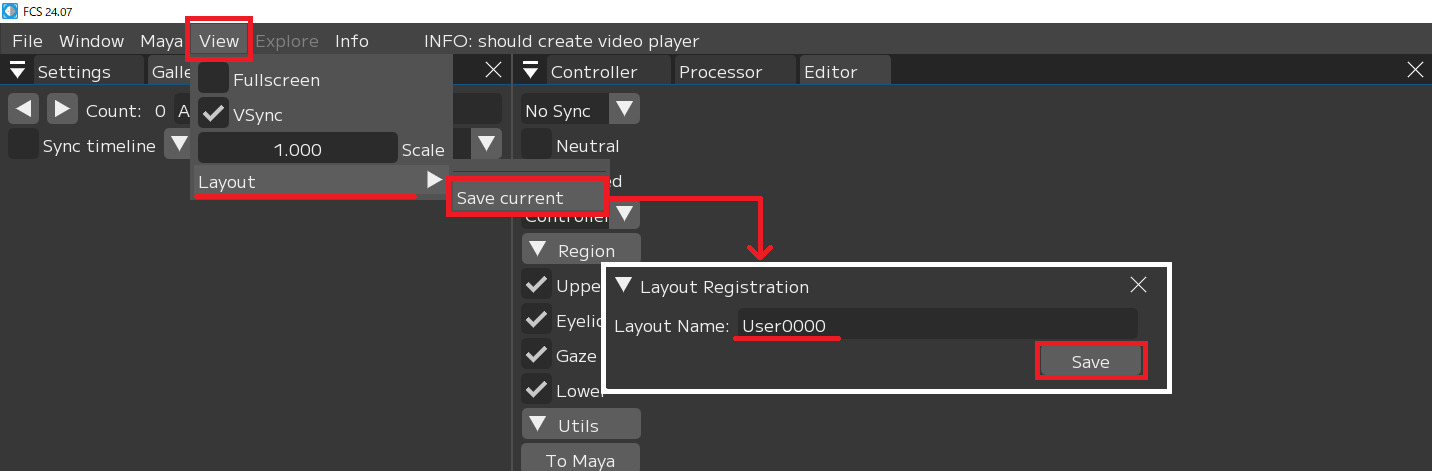 FCS 24.07
File Window Maya View Explore Info INFO: should create video player
Settings Galle
Controller Processor Editor
Count: 0 A
Sync timeline
Fullscreen
VSync
1.000 Scale
Layout
Save current
No Sync
Neutral
ed
Controller
Region
Uppe
Eyelid
Gaze
Lower
Utils
To Maya
Layout Registration
Layout Name: User0000
Save